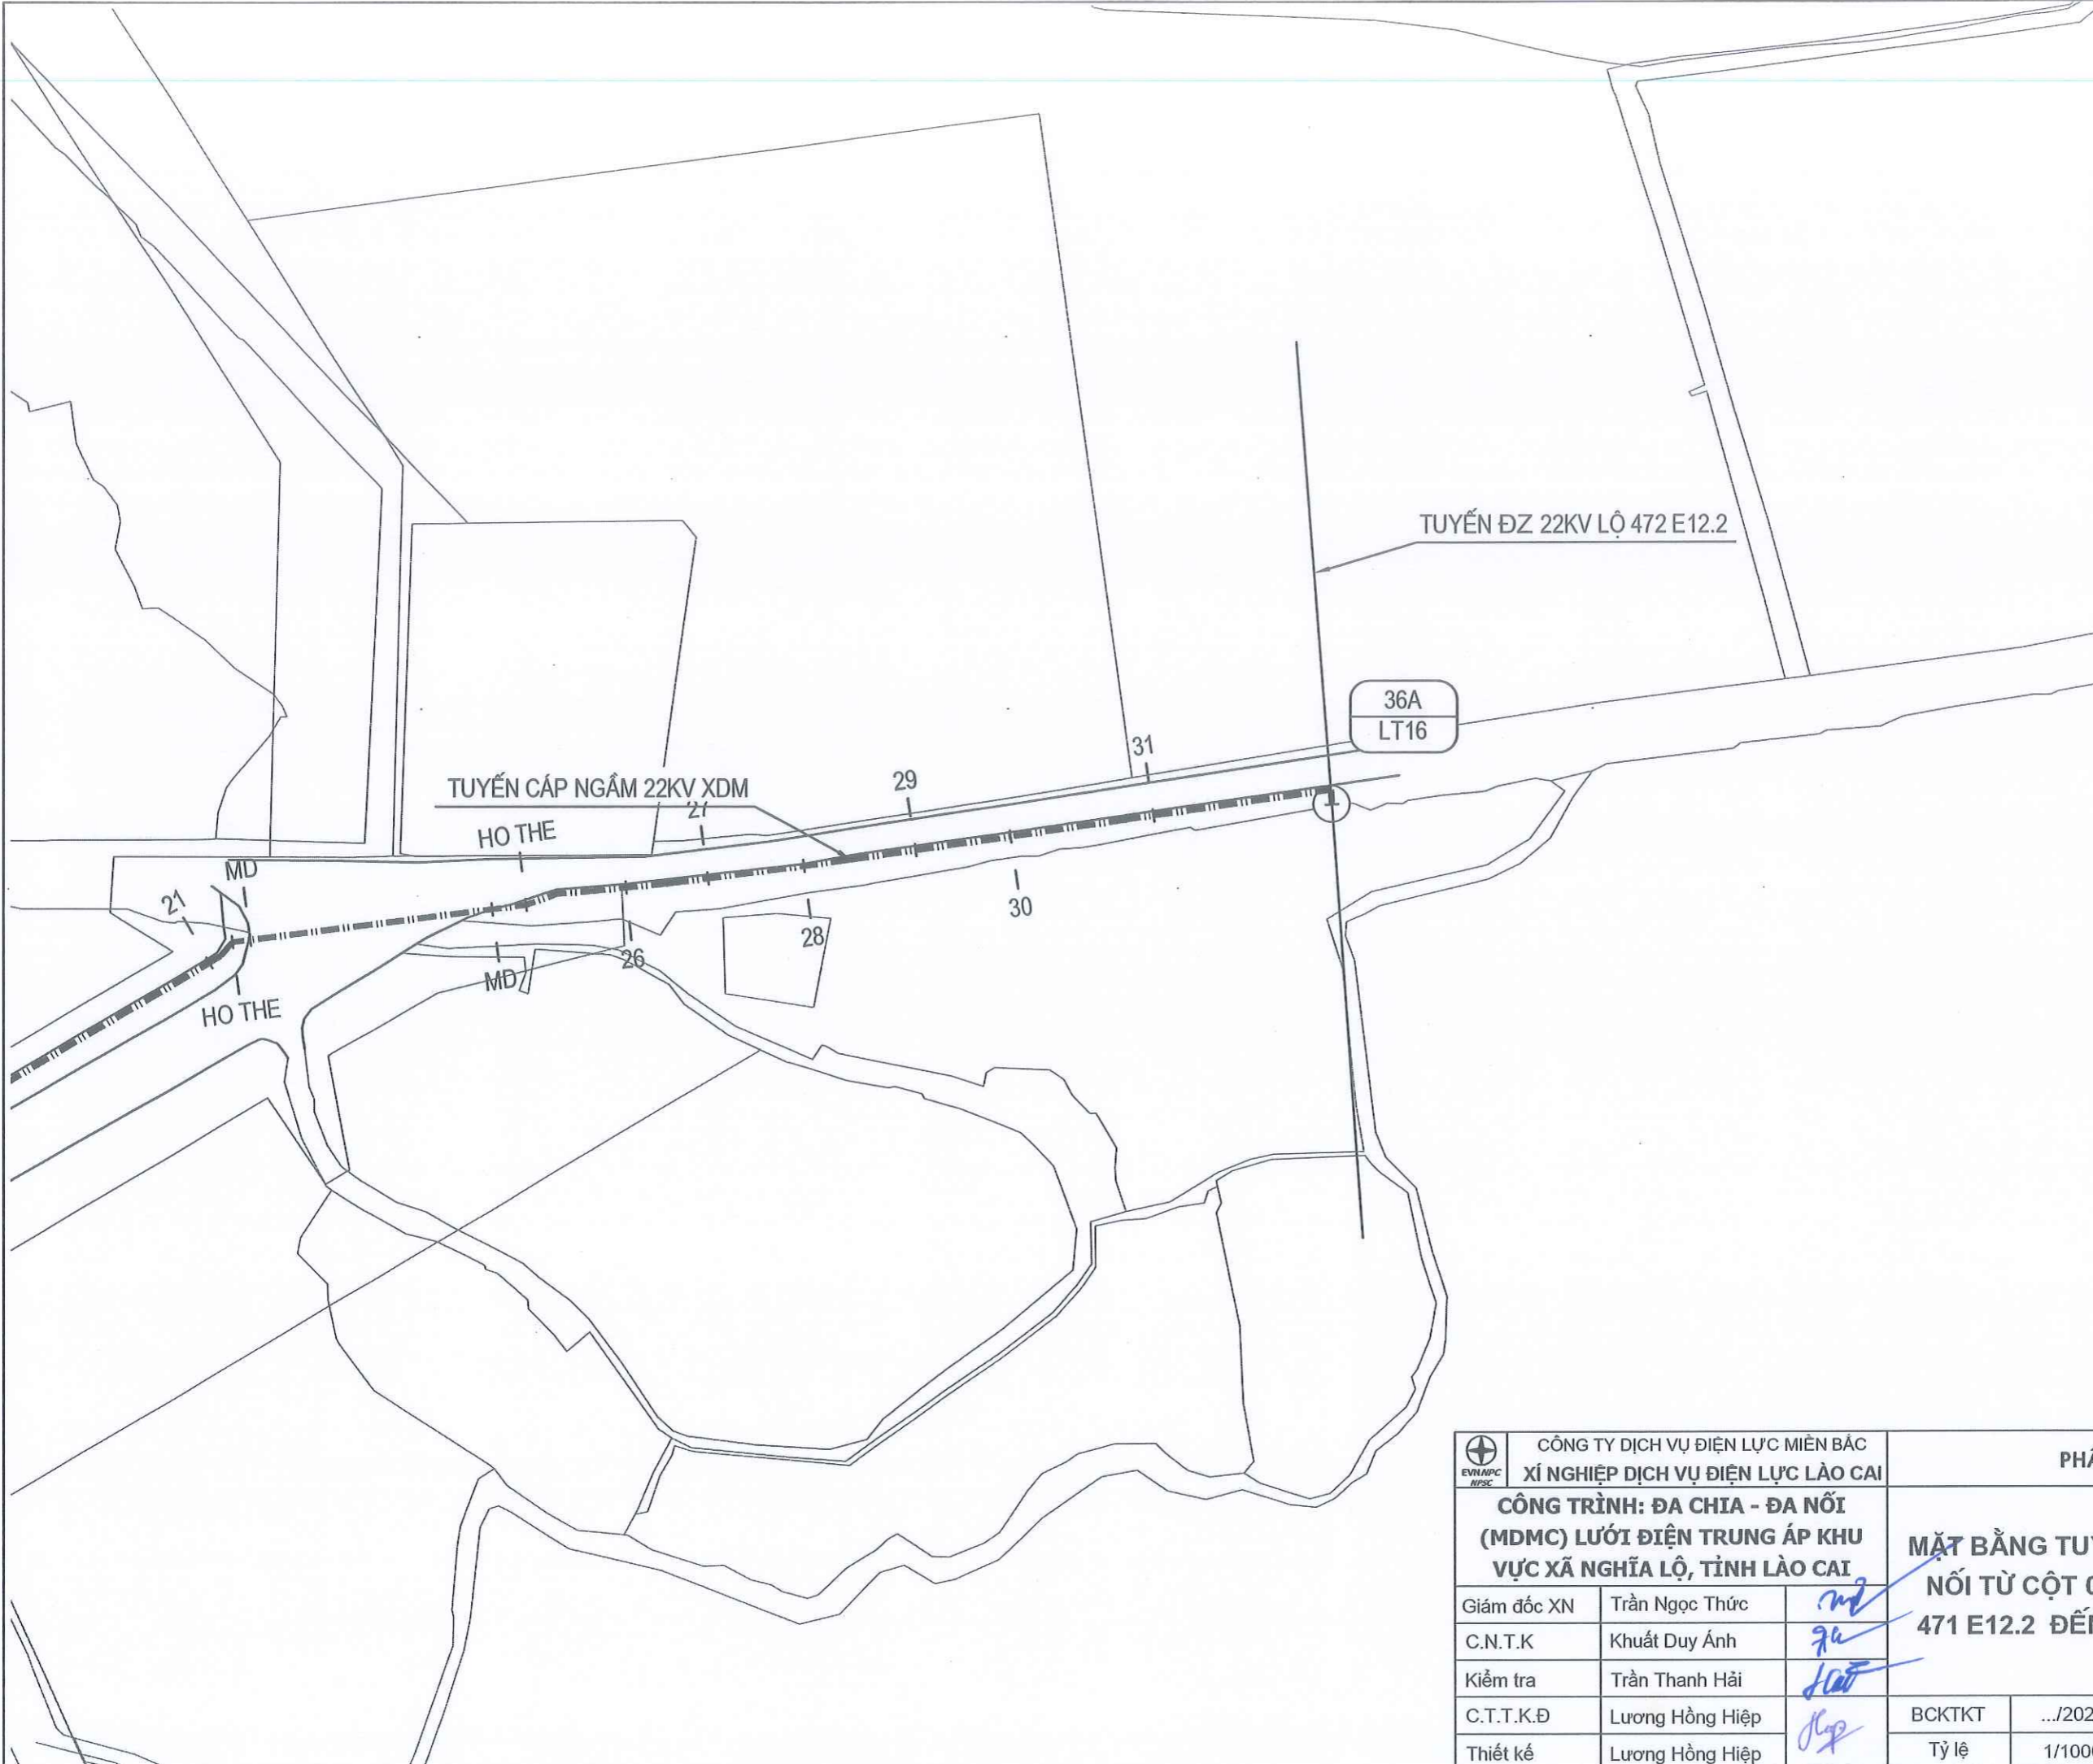 TUYẾN ĐZ 22KV LỘ 472 E12.2
36A
LT16
31
29
TUYẾN CÁP NGẦM 22KV XDM
27
HO THE
MD
21
30
28
26
MD
HO THE
EVNNPC
NPSC
CÔNG TY DỊCH VỤ ĐIỆN LỰC MIỀN BẮC
XÍ NGHIỆP DỊCH VỤ ĐIỆN LỰC LÀO CAI
CÔNG TRÌNH: ĐA CHIA - ĐA NỐI
(MDMC) LƯỚI ĐIỆN TRUNG ÁP KHU
VỰC XÃ NGHĨA LỘ, TỈNH LÀO CAI
MẶT BẰNG
NỐI TỪ CỘT
471 E12.2
Giám đốc XN Trần Ngọc Thức
C.N.T.K Khuất Duy Ánh
Kiểm tra Trần Thanh Hải
C.T.T.K.Đ Lương Hồng Hiệp
BCKTKT
Thiết kế Lương Hồng Hiệp
Tỷ lệ